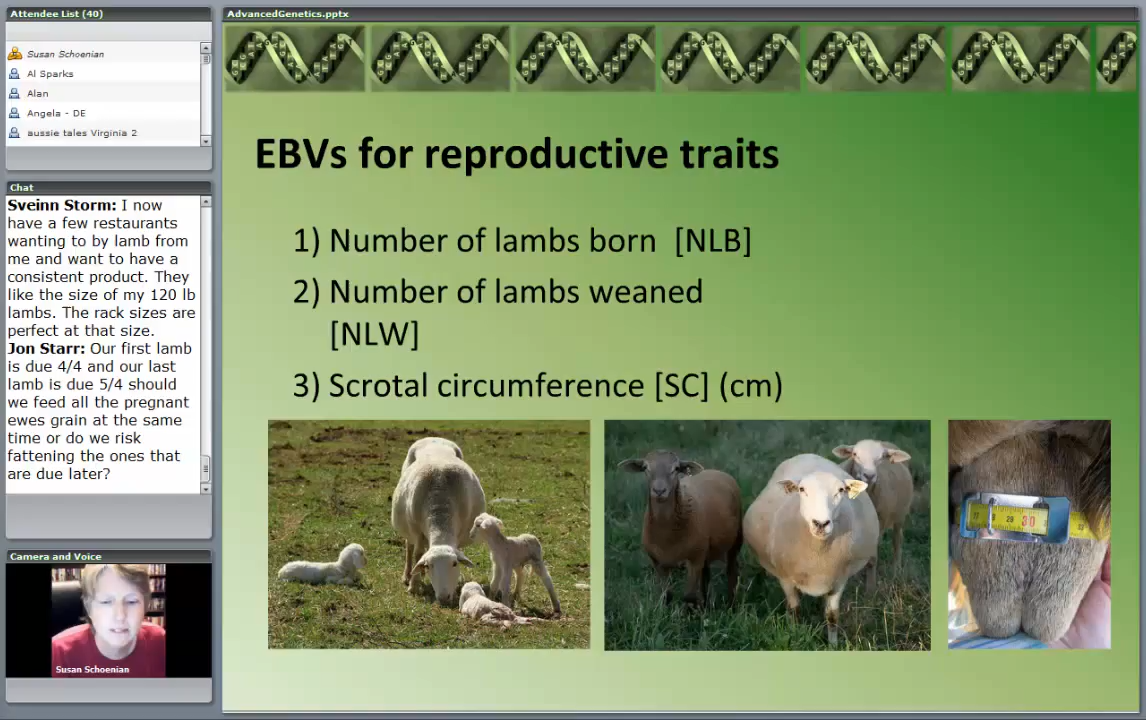 Attendee List (40)
Susan Schoenian
Al Sparks
Alan
Angela - DE
aussie tales Virginia 2
Chat
Sveinn Storm: I now
have a few restaurants
wanting to by lamb from
me and want to have a
consistent product. They
like the size of my 120 lb
lambs. The rack sizes are
perfect at that size.
Jon Starr: Our first lamb
is due 4/4 and our last
lamb is due 5/4 should
we feed all the pregnant
ewes grain at the same
time or do we risk
fattening the ones that
are due later?
Camera and Voice
Susan Schoenian
AdvancedGenetics.pptx
EBVs for reproductive traits
1) Number of lambs born [NLB]
2) Number of lambs weaned
[NLW]
3) Scrotal circumference [SC] (cm)
29 30